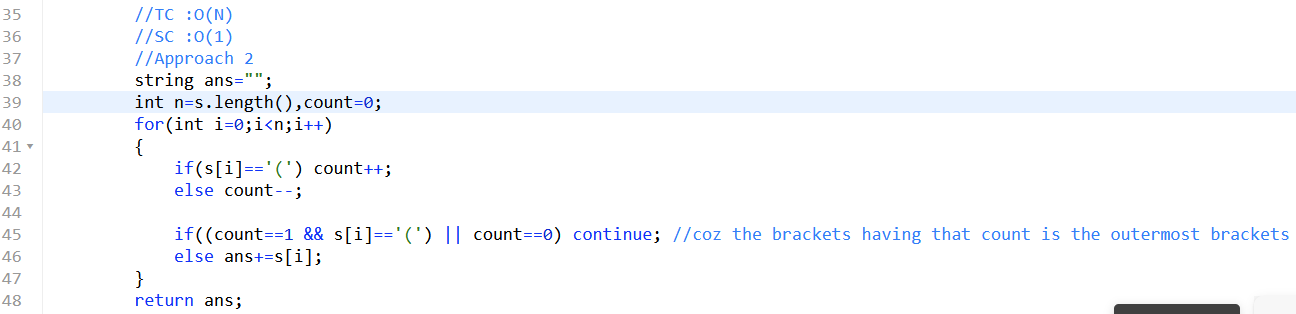 35 //TC :O(N)
36 //SC :O(1)
37 //Approach 2
38 string ans="";
39 int n=s.length(),count=0;
40 for(int i=0;i<n;i++)
41 {
42 if(s[i]=='(') count++;
43 else count--;
44
45 if((count==1 && s[i]=='(') || count==0) continue; //coz the brackets having that count is the outermost brackets
46 else ans+=s[i];
47 }
48 return ans;